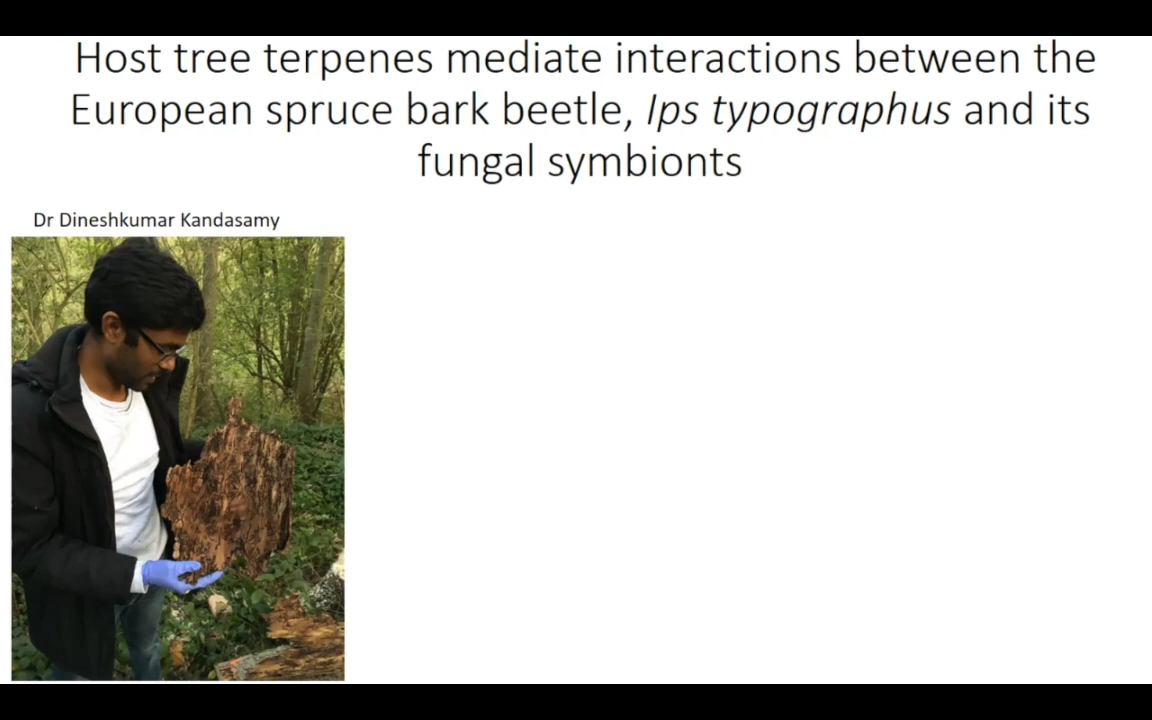 Host tree terpenes mediate interactions between the
European spruce bark beetle, Ips typographus and its
fungal symbionts
Dr Dineshkumar Kandasamy